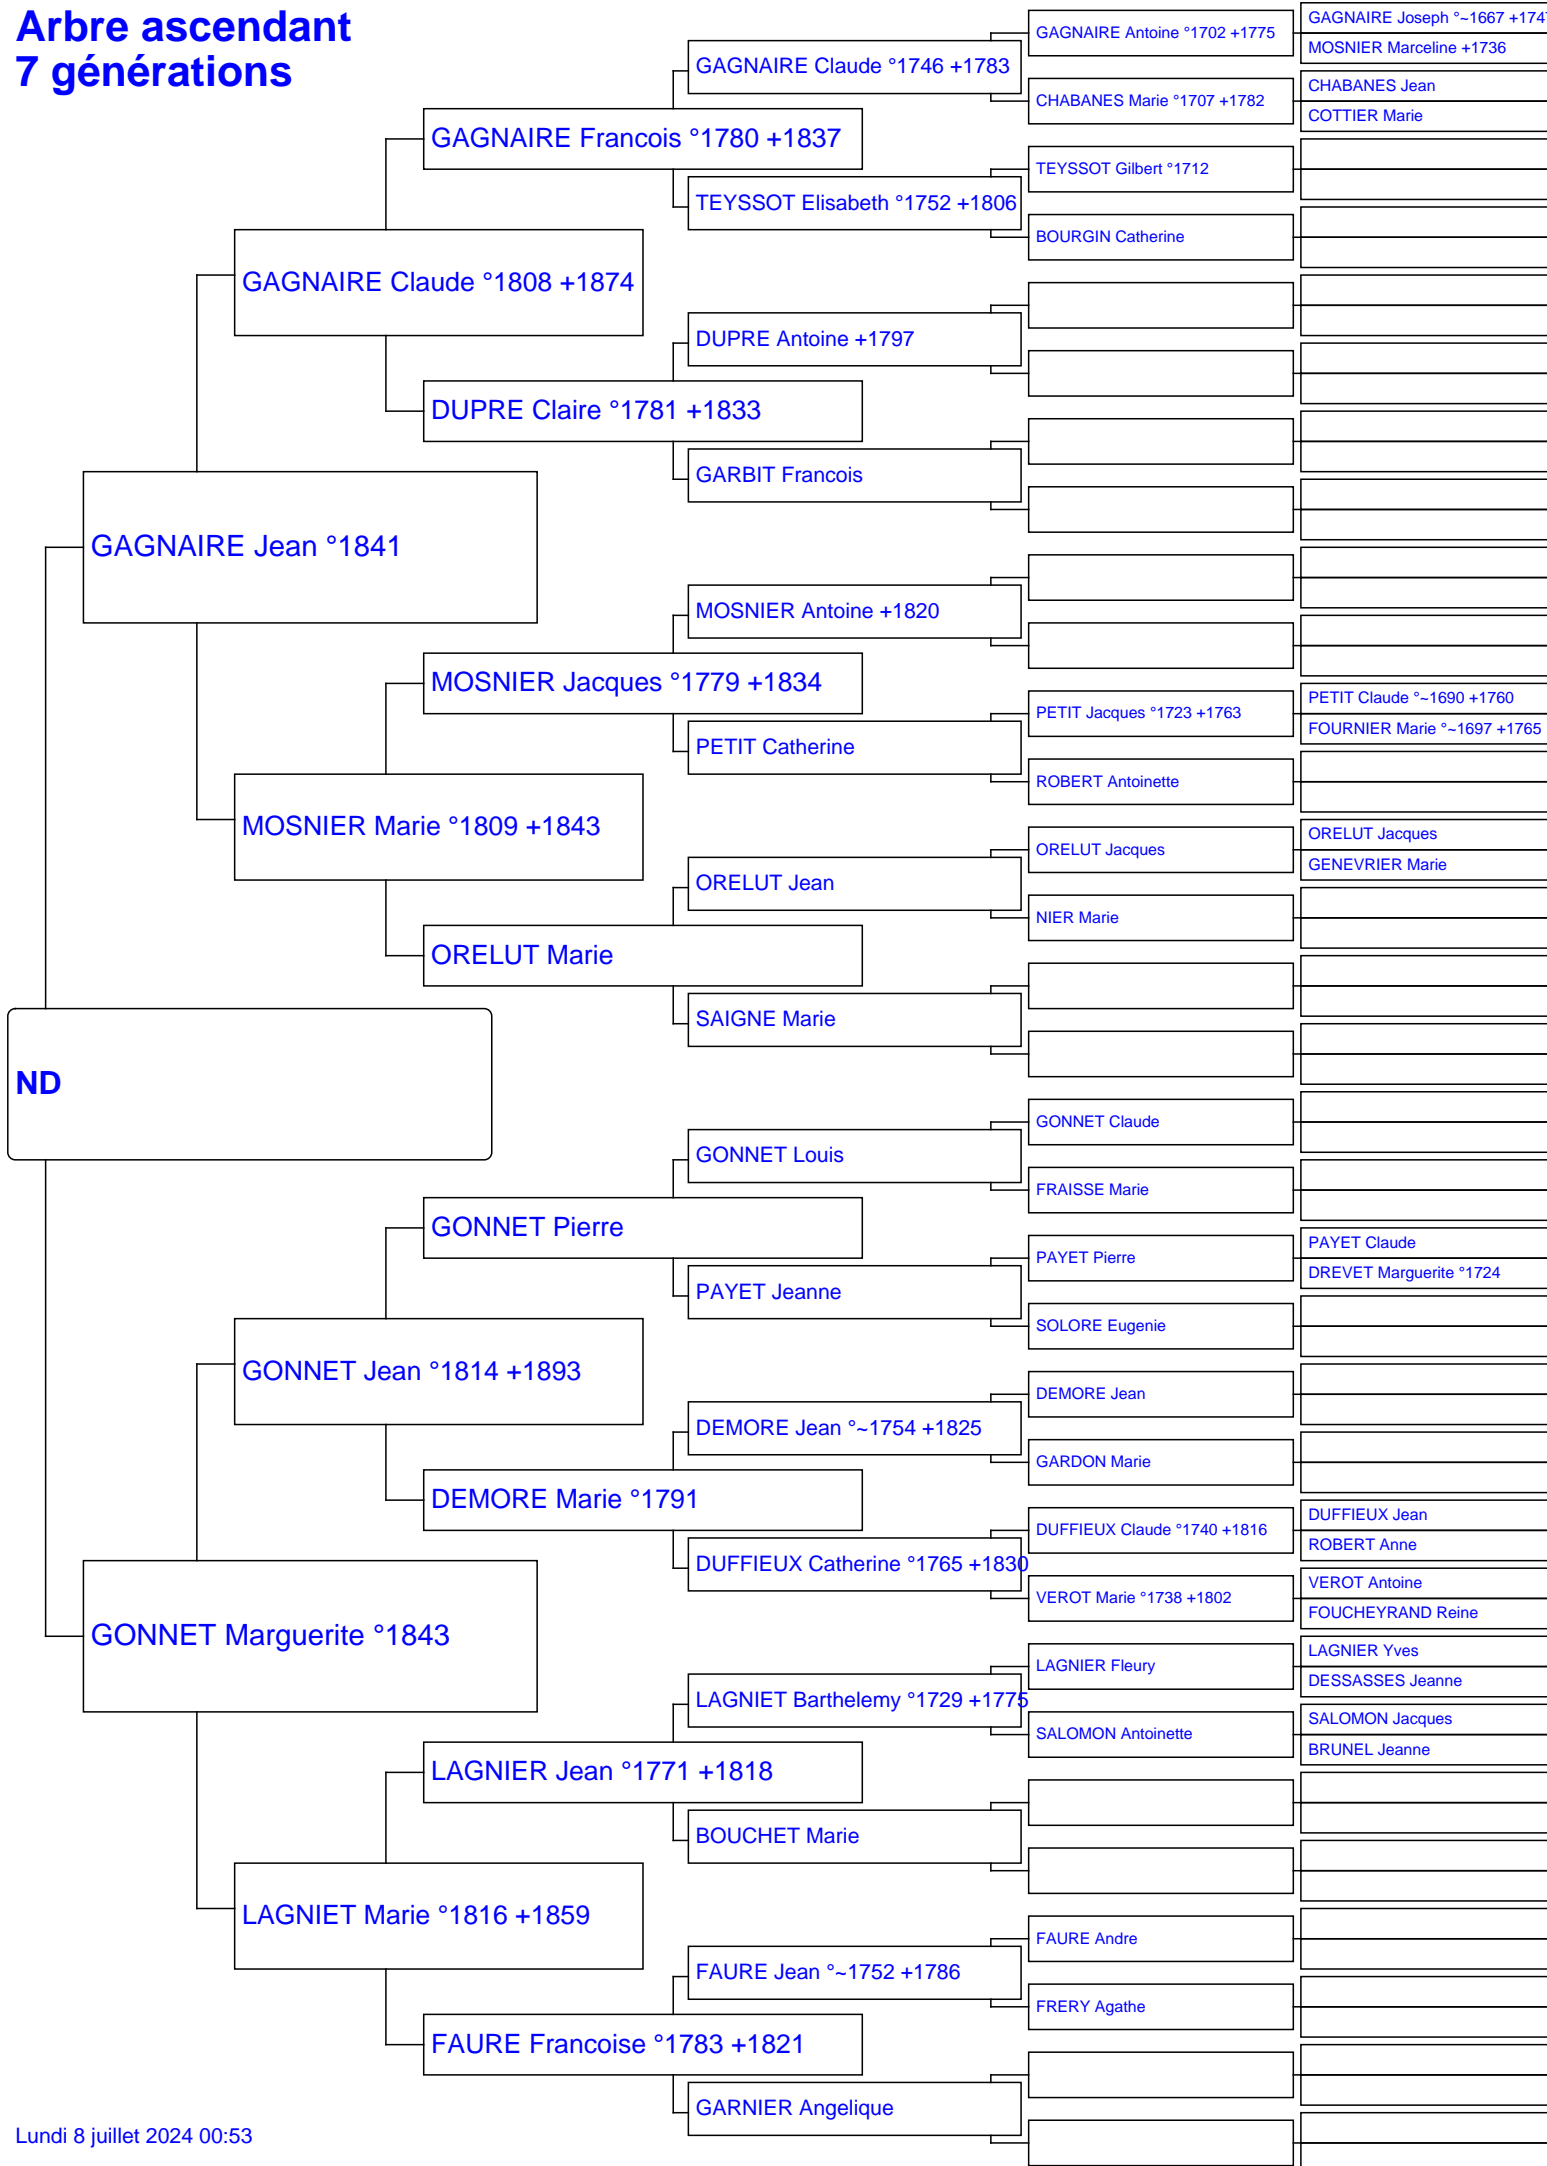 Arbre ascendant
7 générations
GAGNAIRE Joseph °~1667 +174
GAGNAIRE Antoine °1702 +1775
MOSNIER Marceline +1736
GAGNAIRE Claude °1746 +1783
CHABANES Jean
CHABANES Marie °1707 +1782
COTTIER Marie
GAGNAIRE Francois °1780 +1837
TEYSSOT Gilbert °1712
TEYSSOT Elisabeth °1752 +1806
BOURGIN Catherine
GAGNAIRE Claude °1808 +1874
DUPRE Antoine +1797
DUPRE Claire °1781 +1833
GARBIT Francois
GAGNAIRE Jean °1841
MOSNIER Antoine +1820
MOSNIER Jacques °1779 +1834
PETIT Claude °~1690 +1760
PETIT Jacques °1723 +1763
FOURNIER Marie °~1697 +1765
PETIT Catherine
ROBERT Antoinette
MOSNIER Marie °1809 +1843
ORELUT Jacques
ORELUT Jacques
GENEVRIER Marie
ORELUT Jean
NIER Marie
ORELUT Marie
SAIGNE Marie
ND
GONNET Claude
GONNET Louis
FRAISSE Marie
GONNET Pierre
PAYET Claude
PAYET Pierre
DREVET Marguerite °1724
PAYET Jeanne
SOLORE Eugenie
GONNET Jean °1814 +1893
DEMORE Jean
DEMORE Jean °~1754 +1825
GARDON Marie
DEMORE Marie °1791
DUFFIEUX Jean
DUFFIEUX Claude °1740 +1816
ROBERT Anne
DUFFIEUX Catherine °1765 +1830
VEROT Antoine
VEROT Marie °1738 +1802
FOUCHEYRAND Reine
GONNET Marguerite °1843
LAGNIER Yves
LAGNIER Fleury
DESSASSES Jeanne
LAGNIET Barthelemy °1729 +1775
SALOMON Jacques
SALOMON Antoinette
BRUNEL Jeanne
LAGNIER Jean °1771 +1818
BOUCHET Marie
LAGNIET Marie °1816 +1859
FAURE Andre
FAURE Jean °~1752 +1786
FRERY Agathe
FAURE Francoise °1783 +1821
GARNIER Angelique
Lundi 8 juillet 2024 00:53